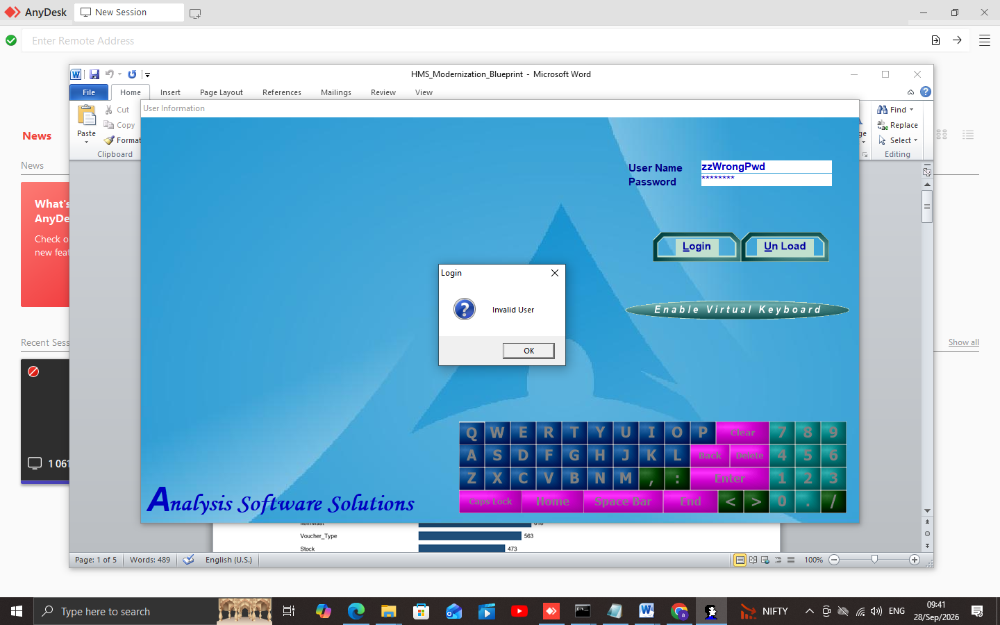 AnyDesk
New Session
Enter Remote Address
HMS_Modernization_Blueprint - Microsoft Word
File
Home
Insert
Page Layout
References
Mailings
Review
View
Paste
Cut
Copy
Format
Clipboard
Find
Replace
Select
Editing
User Information
News
News
What's
AnyDe
Check o
new feat
Recent Sess
Show all
1 061
User Name
zzWrongPwd
Password
********
Login
Un Load
Enable Virtual Keyboard
Login
Invalid User
OK
Q W E R T Y U I O P Clear 7 8 9
A S D F G H J K L Back Delete 4 5 6
Z X C V B N M , : Enter 1 2 3
Caps Lock Home Space Bar End < > 0 . /
Analysis Software Solutions
Voucher_Type 563
Stock 473
Page: 1 of 5
Words: 489
English (U.S.)
100%
Type here to search
NIFTY
ENG
09:41
28/Sep/2026